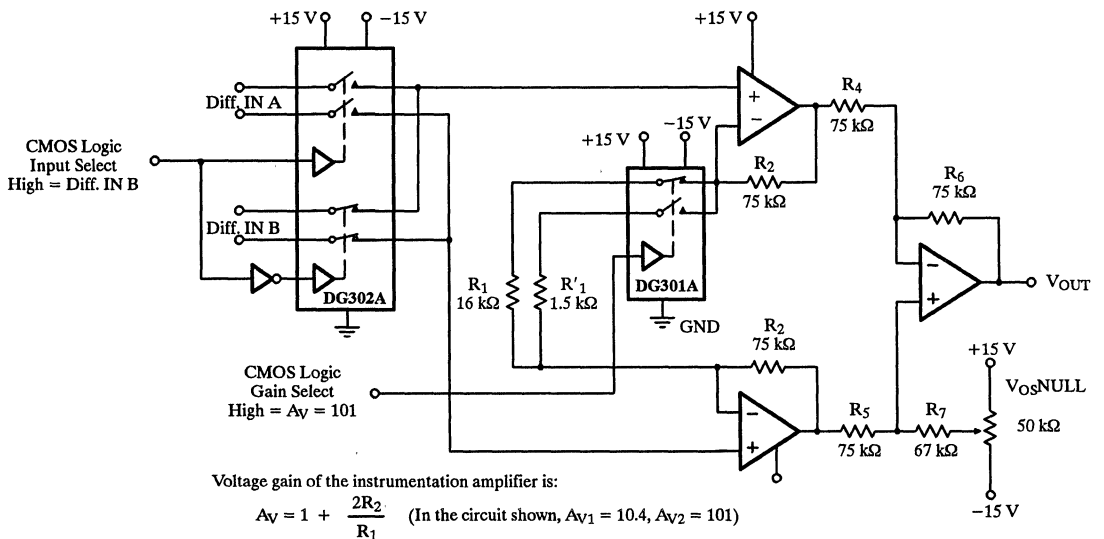 +15 V
−15 V
+15 V
Diff. IN A
R4
75 kΩ
CMOS Logic
Input Select
High = Diff. IN B
+15 V
−15 V
+
−
R2
75 kΩ
R6
75 kΩ
Diff. IN B
DG302A
R1
16 kΩ
R'1
1.5 kΩ
DG301A
GND
−
+
VOUT
R2
75 kΩ
+15 V
CMOS Logic
Gain Select
High = AV = 101
−
+
R5
75 kΩ
R7
67 kΩ
VOSNULL
50 kΩ
−15 V
Voltage gain of the instrumentation amplifier is:
AV = 1 + 2R2 / R1 (In the circuit shown, AV1 = 10.4, AV2 = 101)